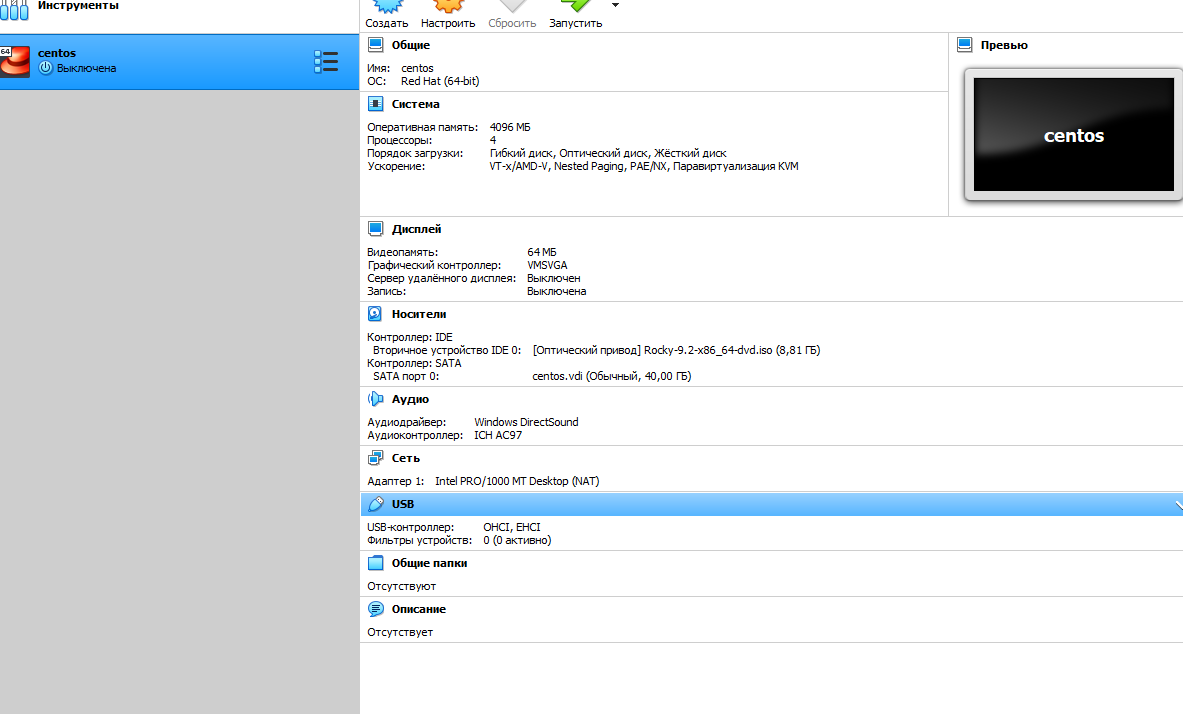 Инструменты
Создать Настроить Сбросить Запустить
64
centos
Выключена
Общие
Имя: centos
ОС: Red Hat (64-bit)
Превью
centos
Система
Оперативная память: 4096 МБ
Процессоры: 4
Порядок загрузки: Гибкий диск, Оптический диск, Жёсткий диск
Ускорение: VT-x/AMD-V, Nested Paging, PAE/NX, Паравиртуализация KVM
Дисплей
Видеопамять: 64 МБ
Графический контроллер: VMSVGA
Сервер удалённого дисплея: Выключен
Запись: Выключена
Носители
Контроллер: IDE
Вторичное устройство IDE 0: [Оптический привод] Rocky-9.2-x86_64-dvd.iso (8,81 ГБ)
Контроллер: SATA
SATA порт 0: centos.vdi (Обычный, 40,00 ГБ)
Аудио
Аудиодрайвер: Windows DirectSound
Аудиоконтроллер: ICH AC97
Сеть
Адаптер 1: Intel PRO/1000 MT Desktop (NAT)
USB
USB-контроллер: OHCI, EHCI
Фильтры устройств: 0 (0 активно)
Общие папки
Отсутствуют
Описание
Отсутствует